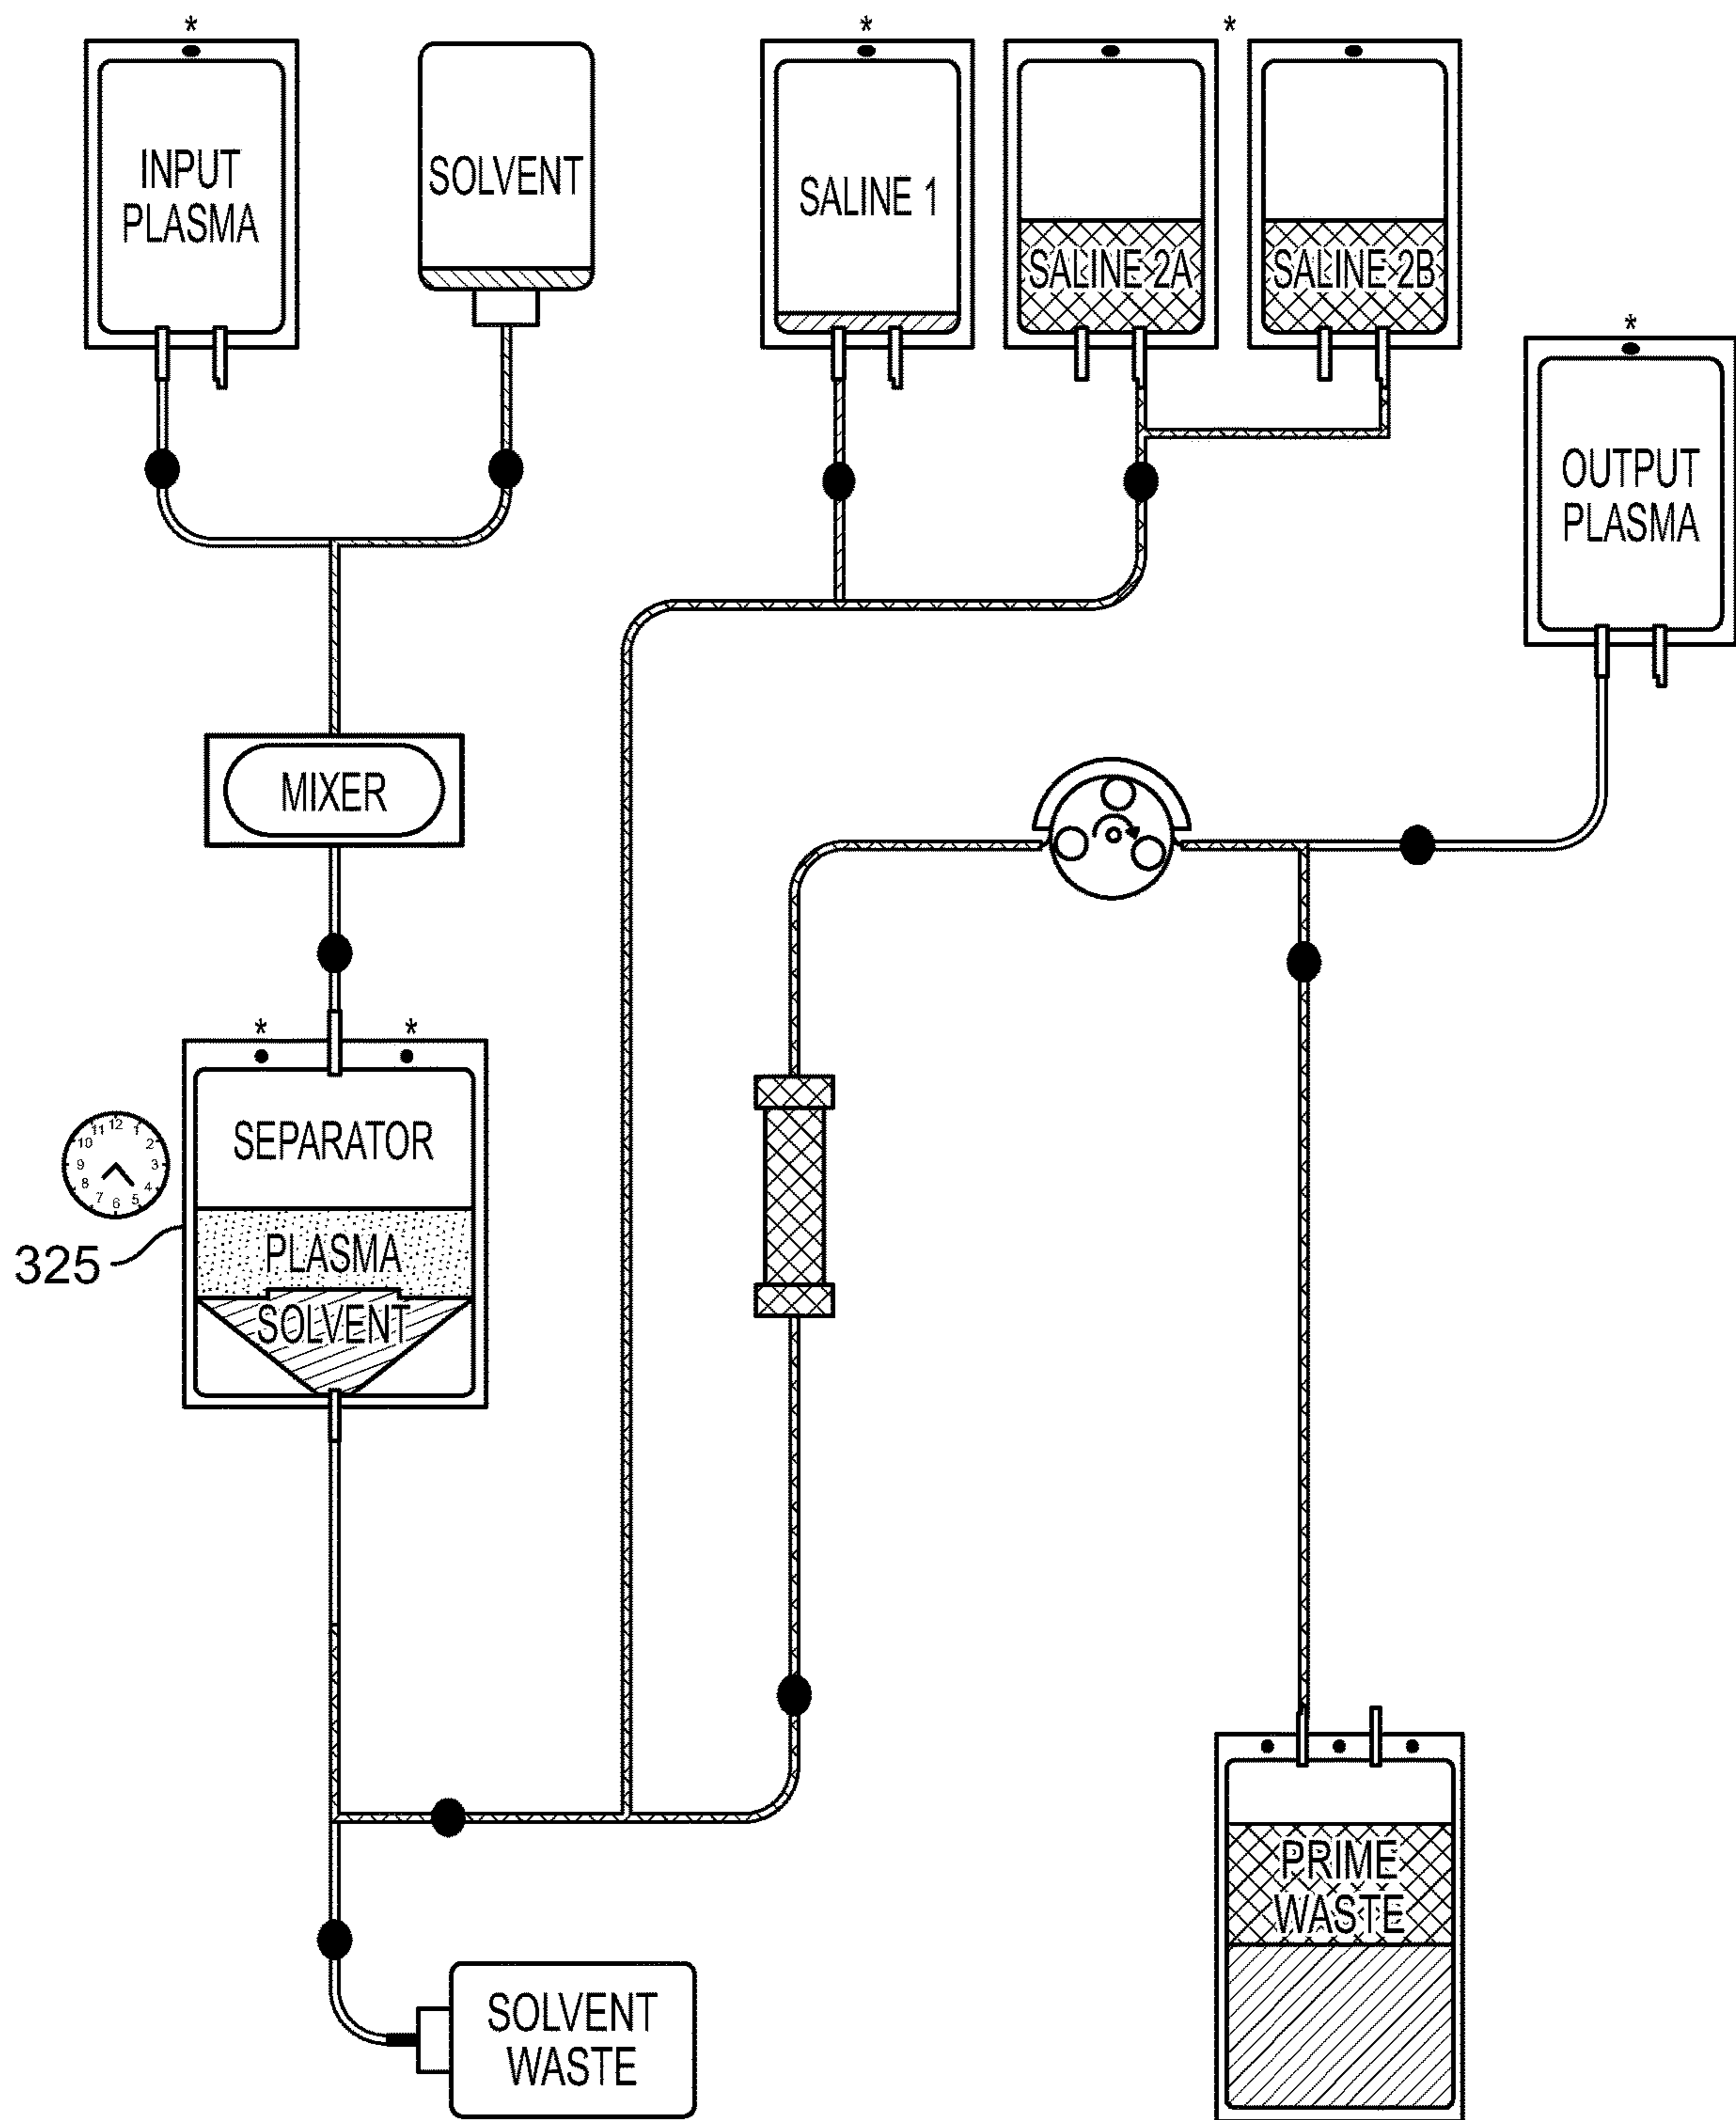 *
*
*
INPUT
PLASMA
SOLVENT
SALINE 1
SALINE 2A
SALINE 2B
*
OUTPUT
PLASMA
MIXER
*
*
SEPARATOR
12
1
2
3
4
5
6
7
8
9
10
11
325
PLASMA
SOLVENT
PRIME
WASTE
SOLVENT
WASTE